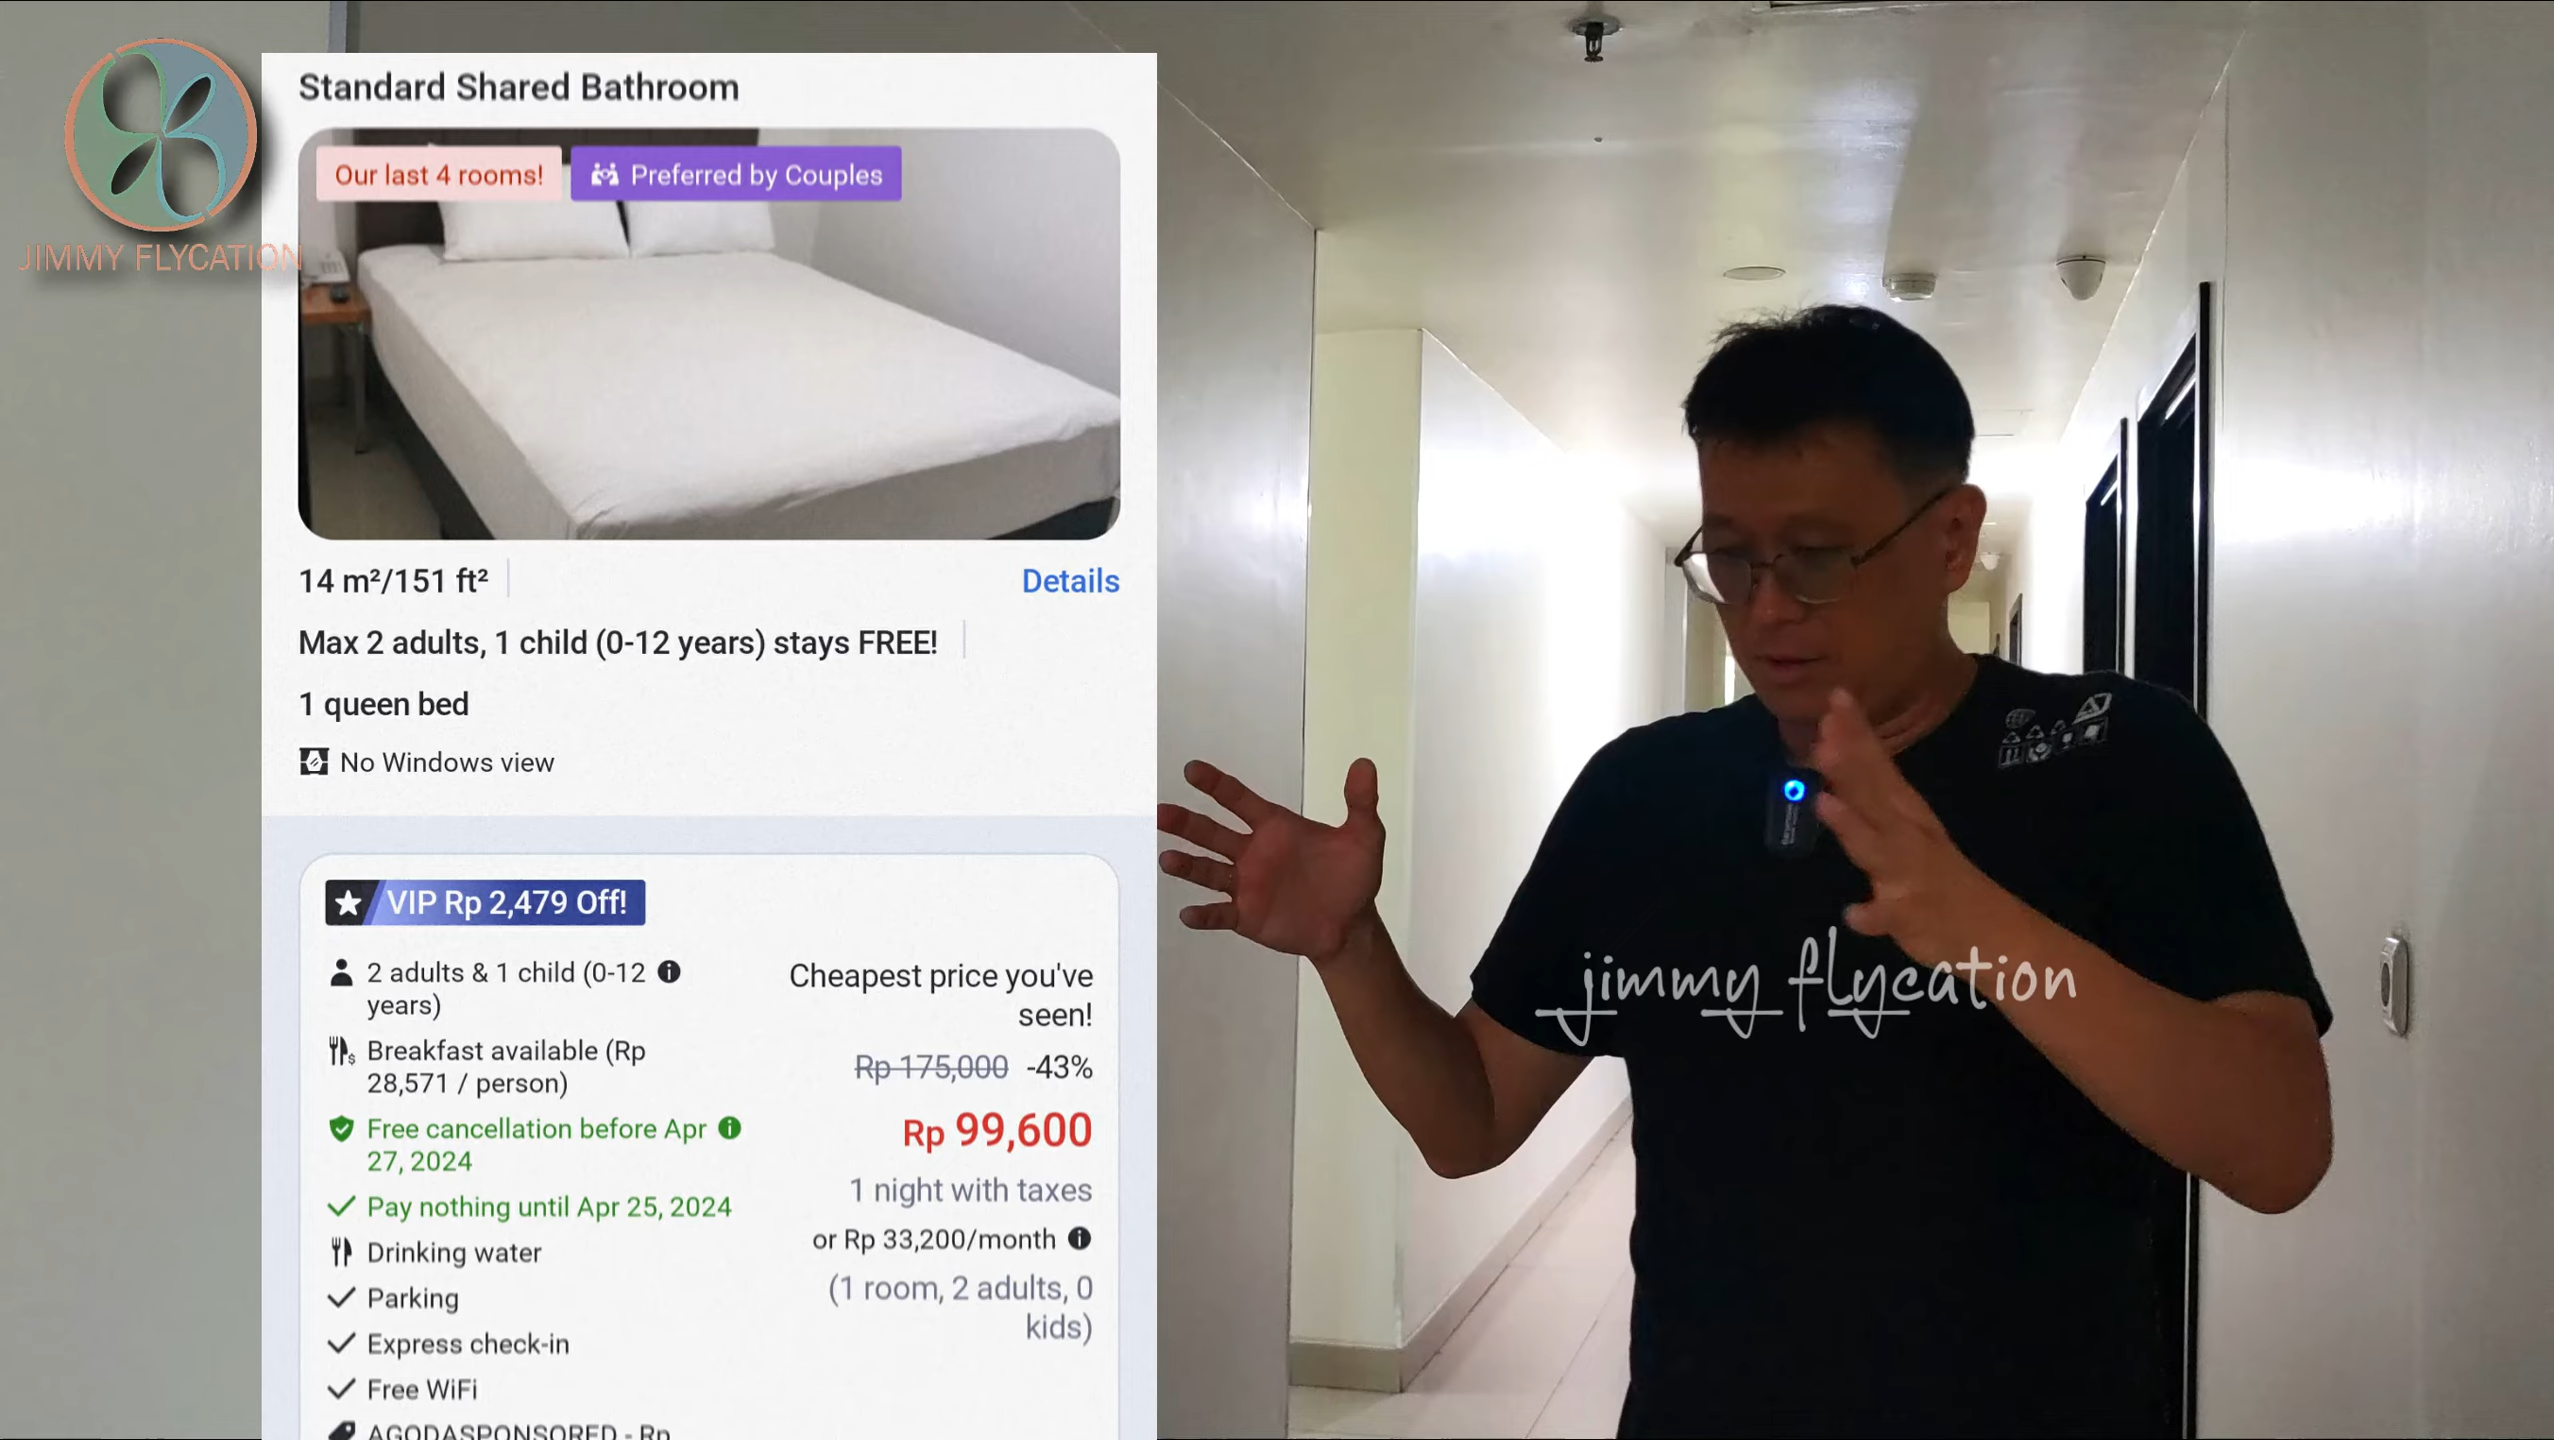 JIMMY FLYCATION
Standard Shared Bathroom
Our last 4 rooms!
Preferred by Couples
14 m²/151 ft²
Details
Max 2 adults, 1 child (0-12 years) stays FREE!
1 queen bed
No Windows view
VIP Rp 2,479 Off!
2 adults & 1 child (0-12
years)
Breakfast available (Rp
28,571 / person)
Free cancellation before Apr
27, 2024
Pay nothing until Apr 25, 2024
Drinking water
Parking
Express check-in
Free WiFi
AGODASPONSORED - Rp
Cheapest price you've
seen!
Rp 175,000 -43%
Rp 99,600
1 night with taxes
or Rp 33,200/month
(1 room, 2 adults, 0
kids)
jimmy flycation